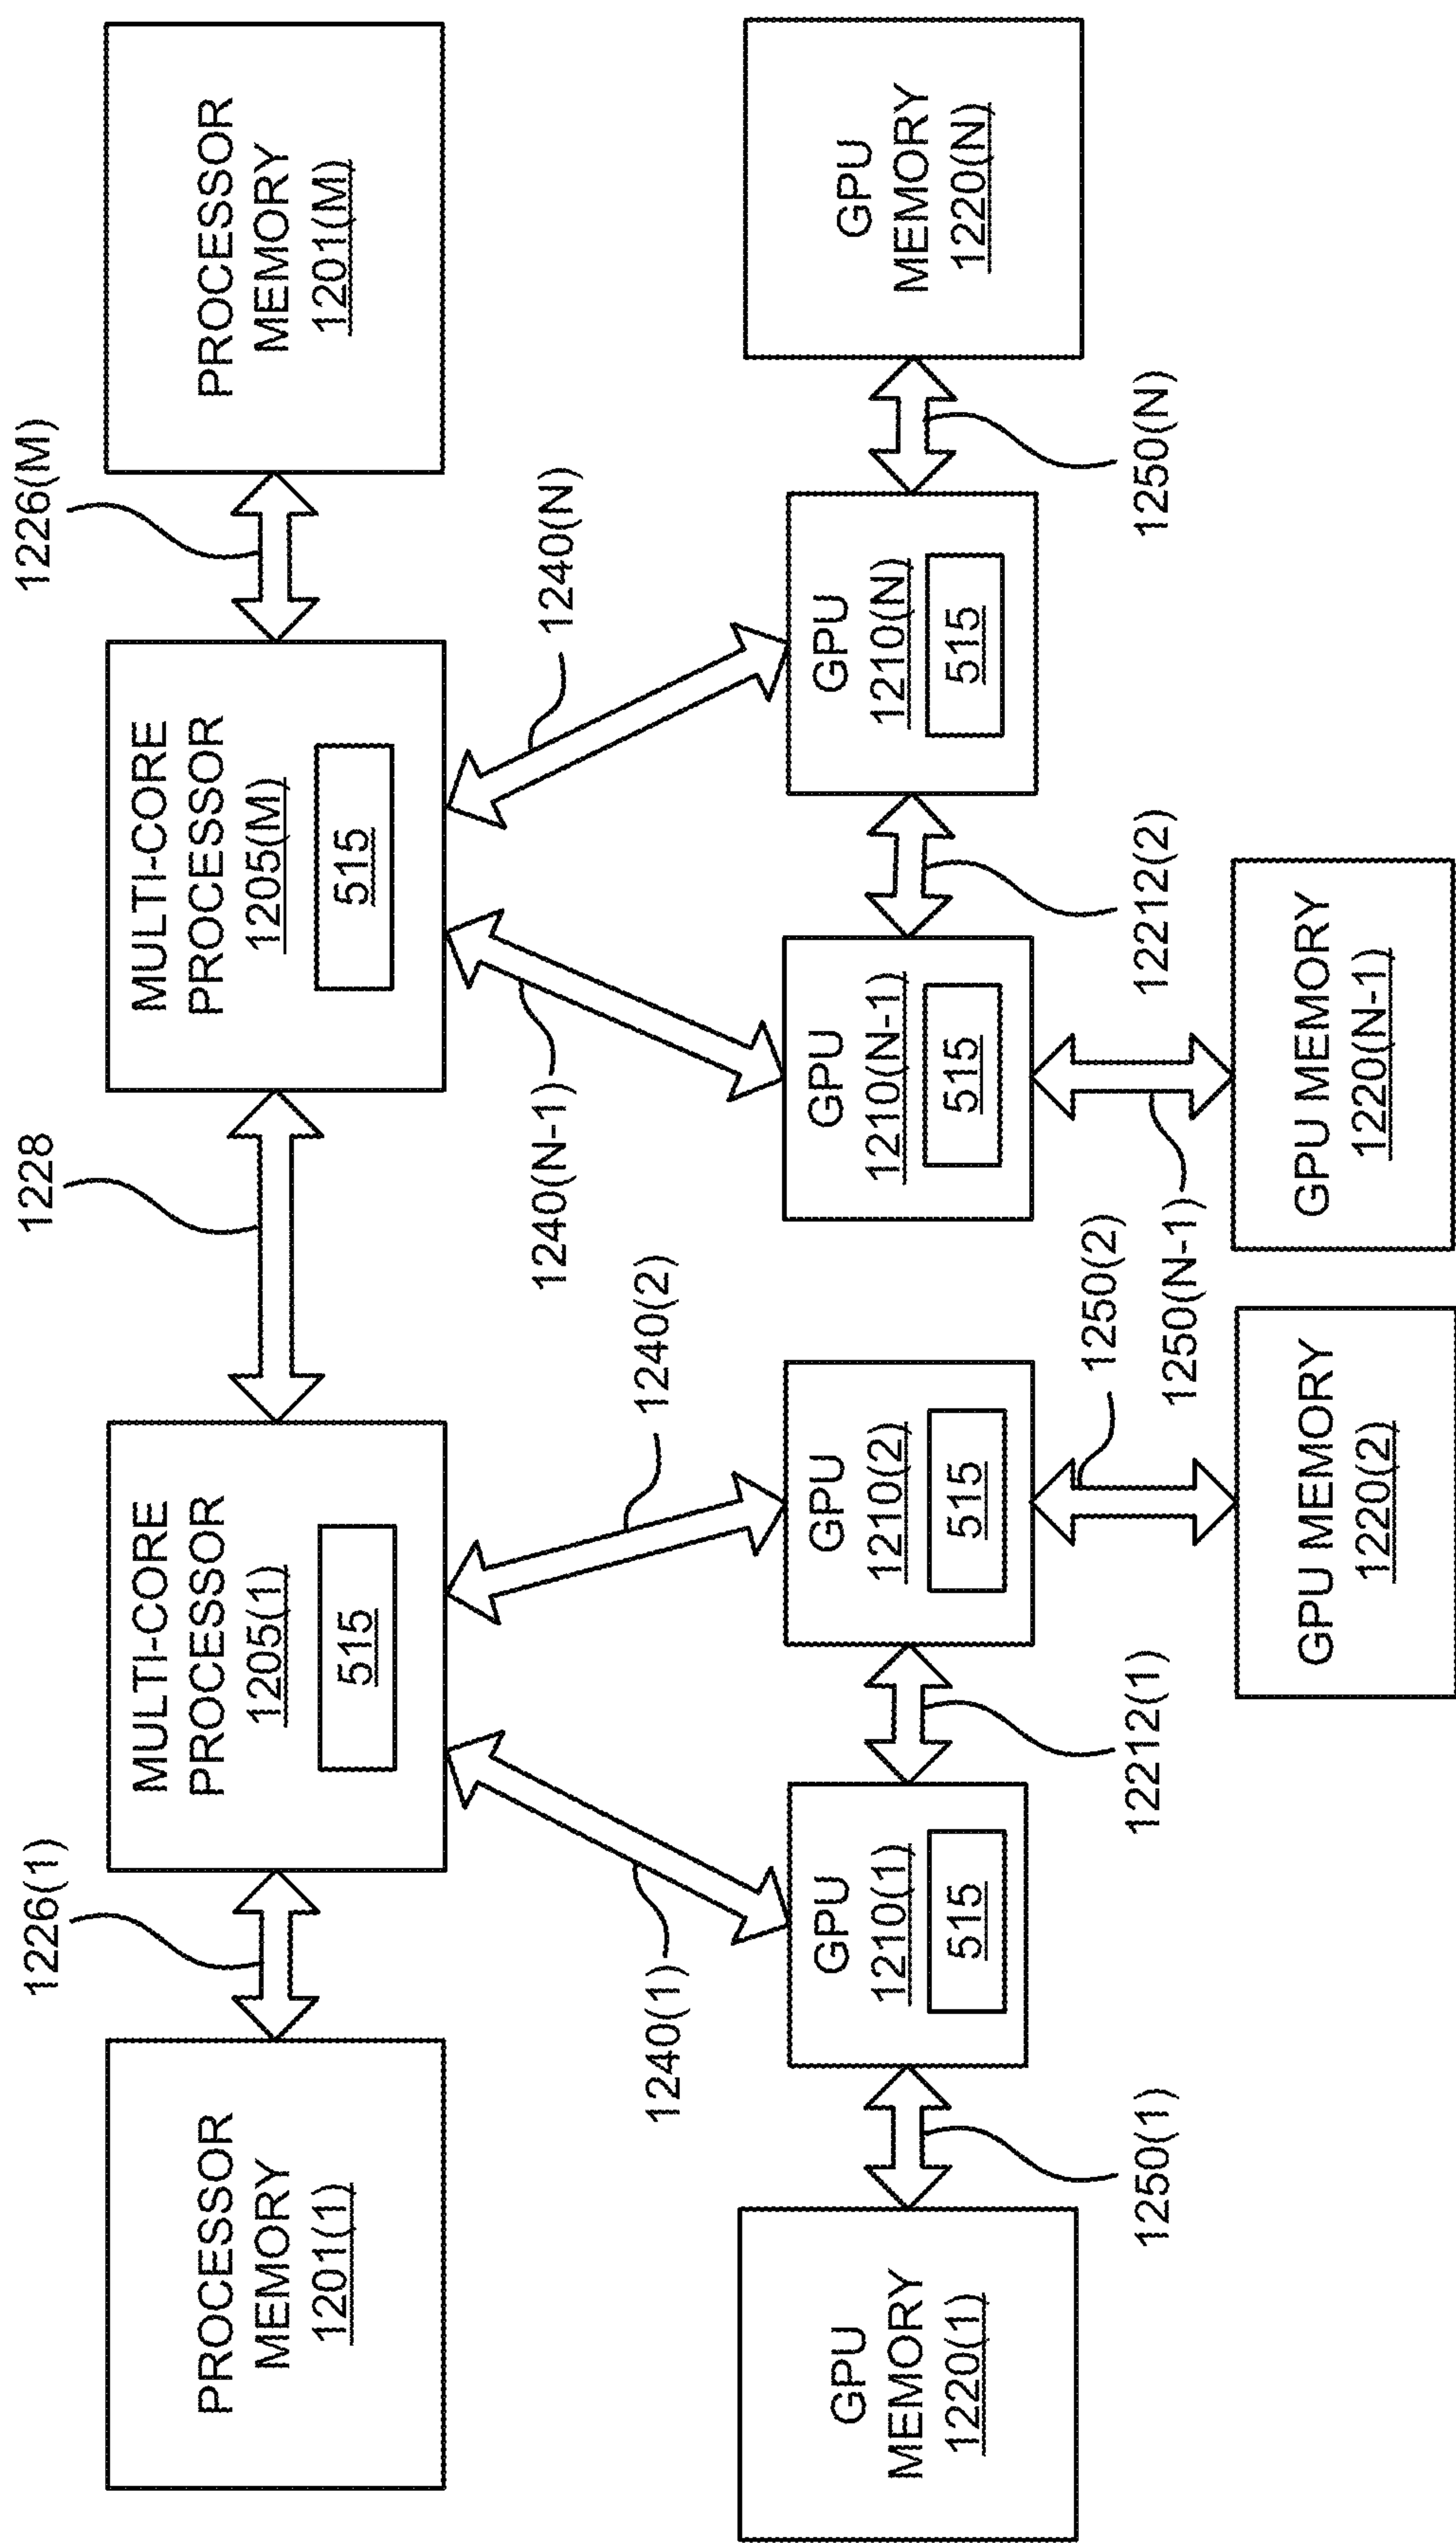 1226(1)
1228
1226(M)
PROCESSOR
MEMORY
1201(1)
MULTI-CORE
PROCESSOR
1205(1)
515
MULTI-CORE
PROCESSOR
1205(M)
515
PROCESSOR
MEMORY
1201(M)
1240(1)
1240(2)
1240(N-1)
1240(N)
GPU
MEMORY
1220(1)
GPU
1210(1)
515
GPU
1210(2)
515
GPU
1210(N-1)
515
GPU
1210(N)
515
GPU
MEMORY
1220(N)
1250(1)
12212(1)
1250(2)
1250(N-1)
12212(2)
1250(N)
GPU MEMORY
1220(2)
GPU MEMORY
1220(N-1)